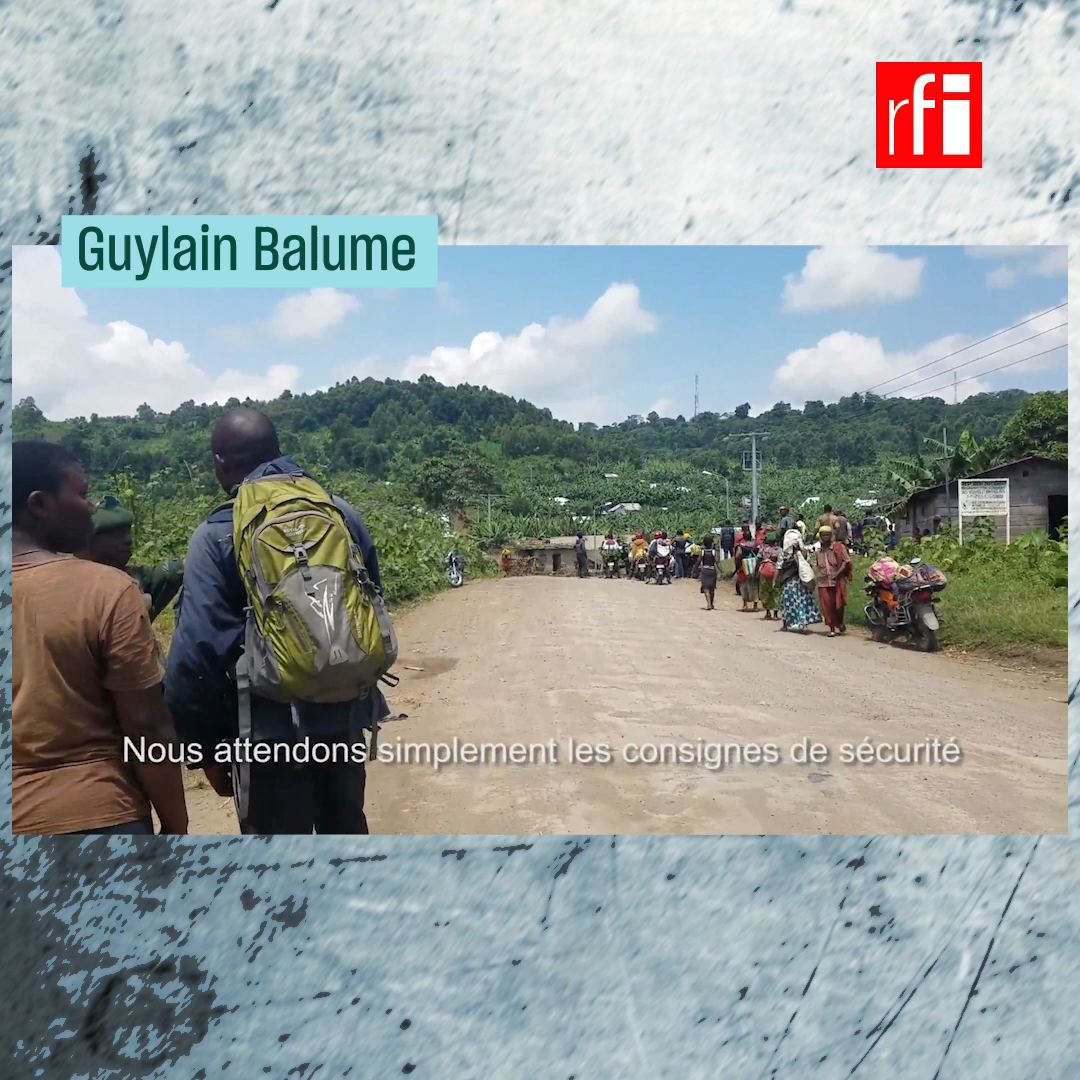 rfi
Guylain Balume
Nous attendons simplement les consignes de sécurité